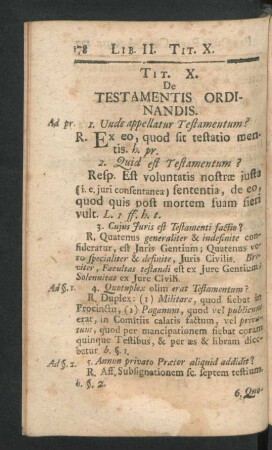 178 LIB. II. TIT. X.
TIT. X.
De
TESTAMENTIS ORDI-
NANDIS.
Ad pr. 1. Unde appellatur Testamentum?
R. Ex eo, quod sit testatio men-
tis. h. pr.
2. Quid est Testamentum?
Resp. Est voluntatis nostræ justa
(i. e. juri consentanea) sententia, de eo,
quod quis post mortem suam fieri
vult. L. 1 ff. h. t.
3. Cujus Juris est Testamenti factio?
R. Quatenus generaliter & indefinite con-
sideratur, est Juris Gentium; Quatenus ve-
ro specialiter & definite, Juris Civilis. Bre-
viter, Facultas testandi est ex Jure Gentium;
Solennitas ex Jure Civili.
Ad §. 1. 4. Quotuplex olim erat Testamentum?
R. Duplex: (1) Militare, quod fiebat in
Procinctu, (2) Paganum, quod vel publicum
erat, in Comitiis calatis factum, vel priva-
tum, quod per mancipationem fiebat coram
quinque Testibus, & per æs & libram dice-
batur. h. §. 1.
Ad §. 2. 5. Annon privato Prætor aliquid addidit?
R. Aff. Subsignationem sc. septem testium.
h. §. 2.
6. Quo-